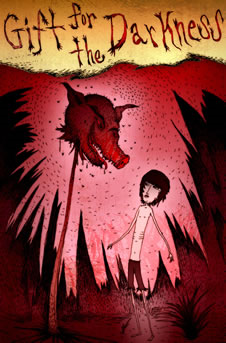 Gift for
the Darkness